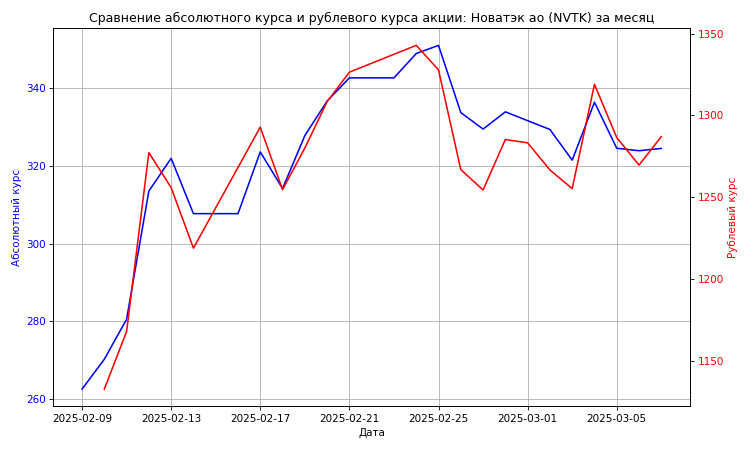 Сравнение абсолютного курса и рублевого курса акции: Новатэк ао (NVTK) за месяц
Абсолютный курс
340
320
300
280
260
1350
1300
1250
1200
1150
Рублевый курс
2025-02-09 2025-02-13 2025-02-17 2025-02-21 2025-02-25 2025-03-01 2025-03-05
Дата